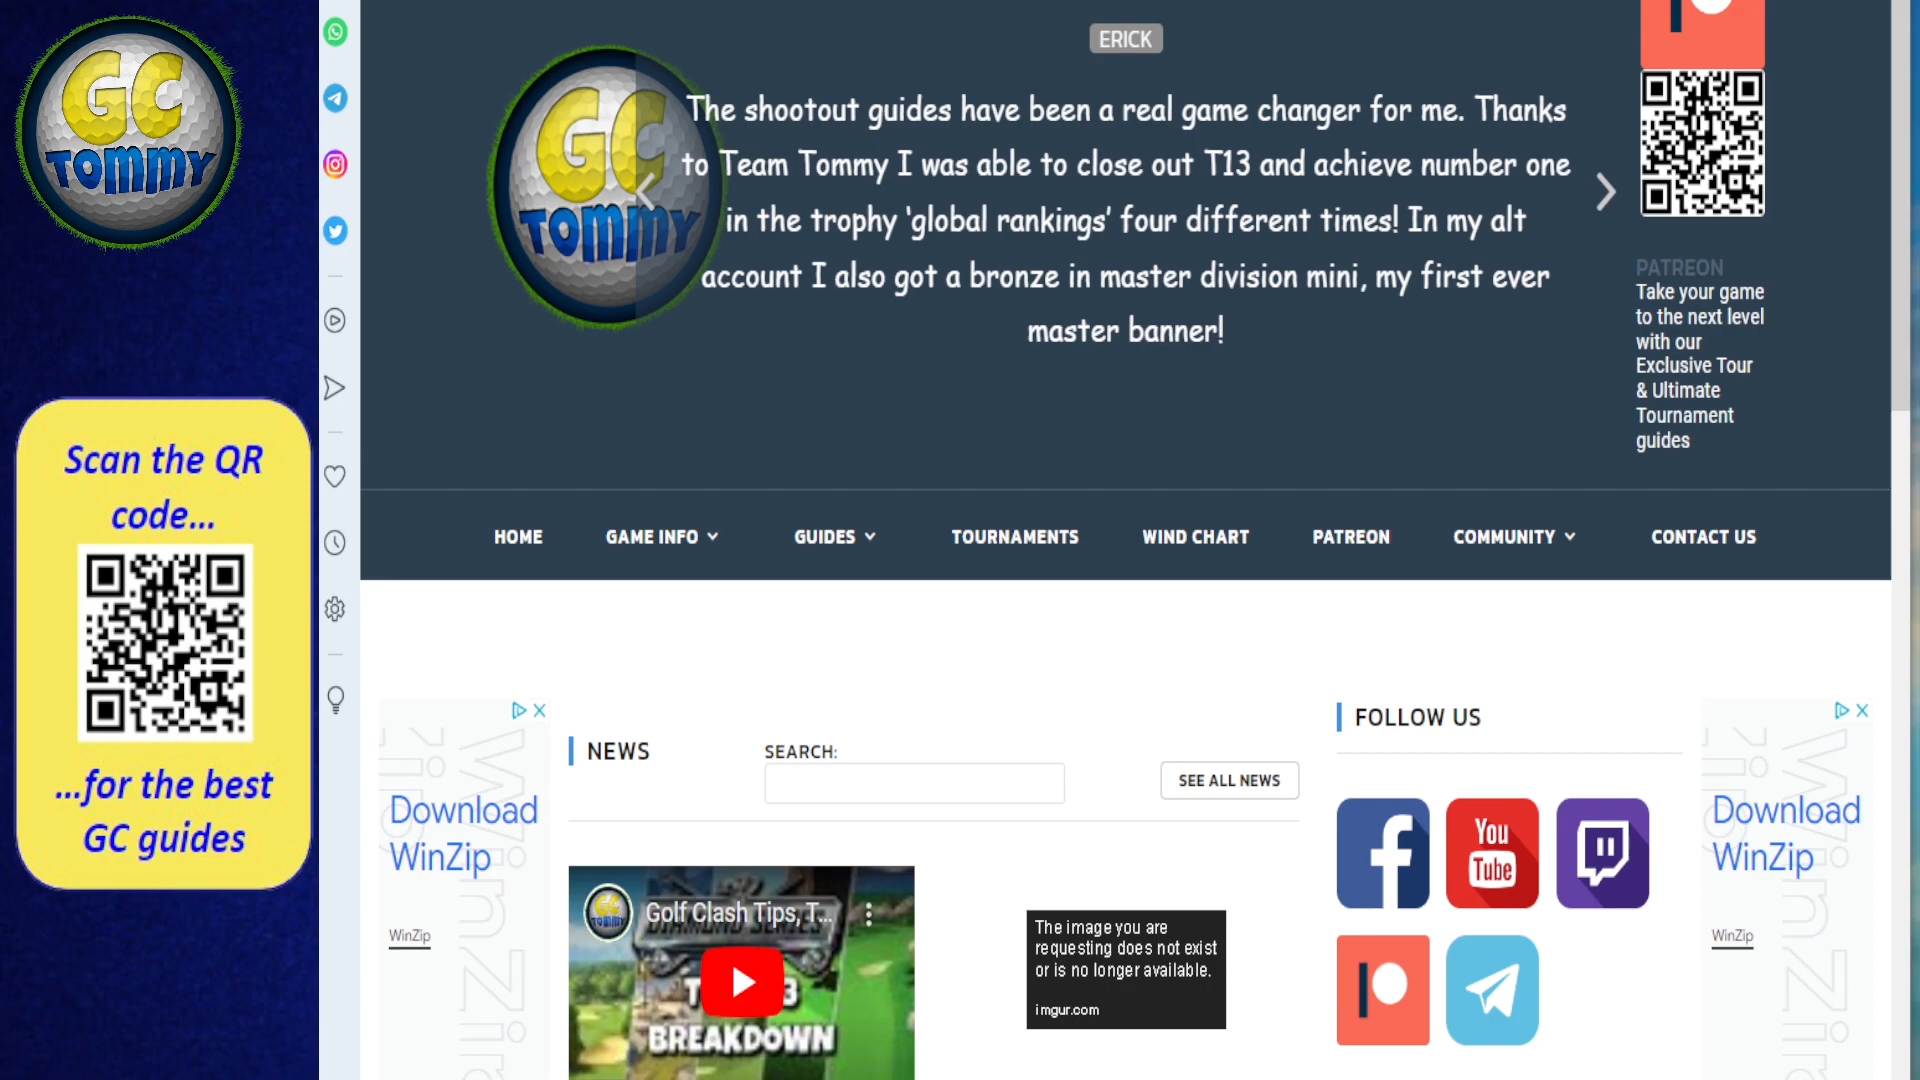 GC
TOMMY
Scan the QR
code...
...for the best
GC guides
GC
TOMMY
ERICK
The shootout guides have been a real game changer for me. Thanks
to Team Tommy I was able to close out T13 and achieve number one
in the trophy ‘global rankings’ four different times! In my alt
account I also got a bronze in master division mini, my first ever
master banner!
PATREON
Take your game
to the next level
with our
Exclusive Tour
& Ultimate
Tournament
guides
HOME GAME INFO GUIDES TOURNAMENTS WIND CHART PATREON COMMUNITY CONTACT US
Download
WinZip
WinZip
NEWS
SEARCH:
SEE ALL NEWS
Golf Clash Tips, T...
DIAMOND SERIES
BREAKDOWN
The image you are
requesting does not exist
or is no longer available.
imgur.com
FOLLOW US
You
Tube
Download
WinZip
WinZip